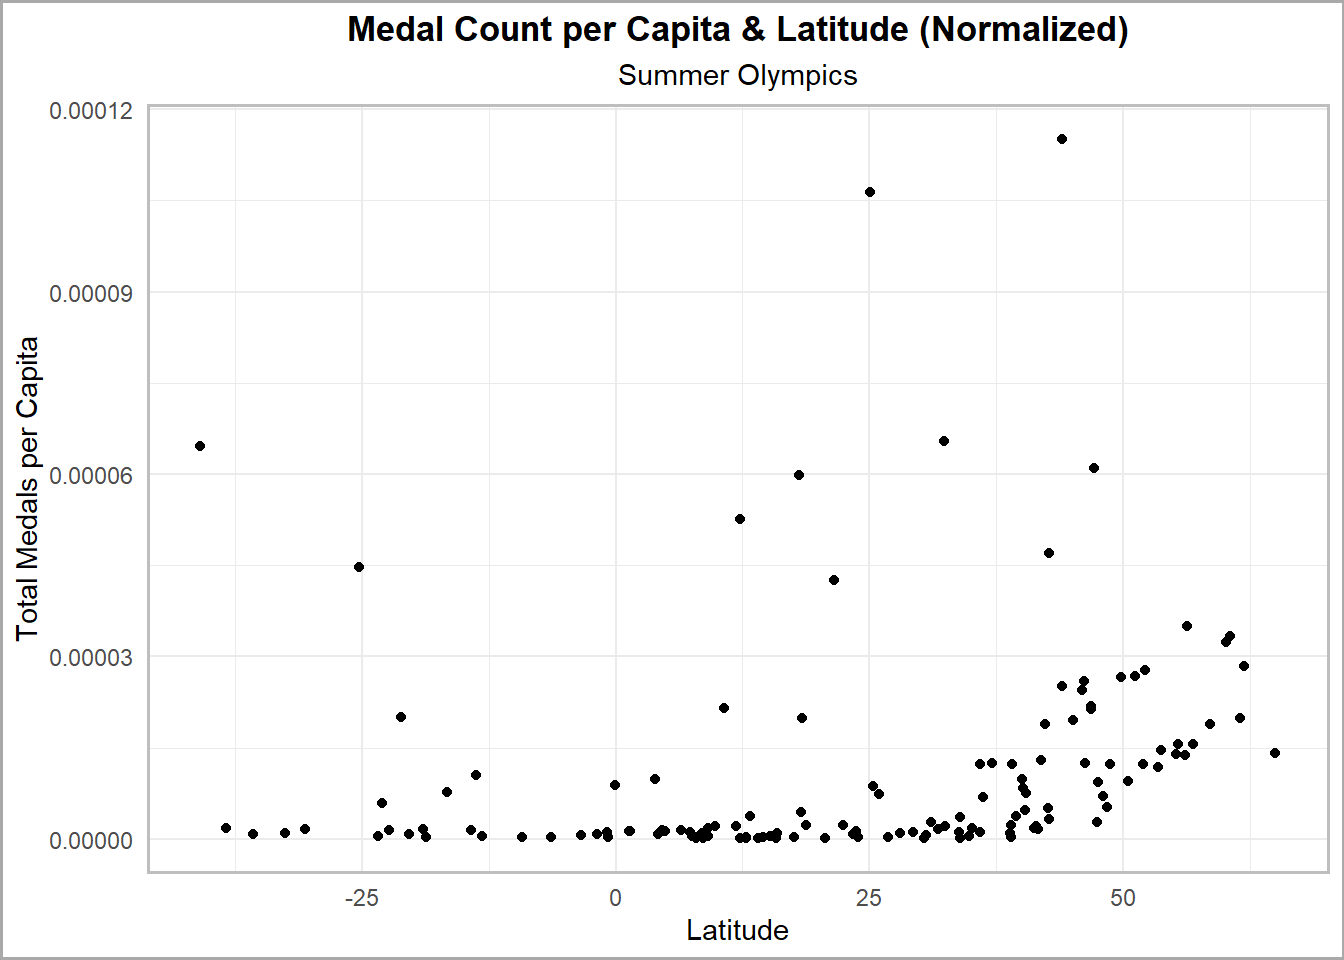 Medal Count per Capita & Latitude (Normalized)
Summer Olympics
0.00012
0.00009
0.00006
0.00003
0.00000
Total Medals per Capita
-25
0
25
50
Latitude